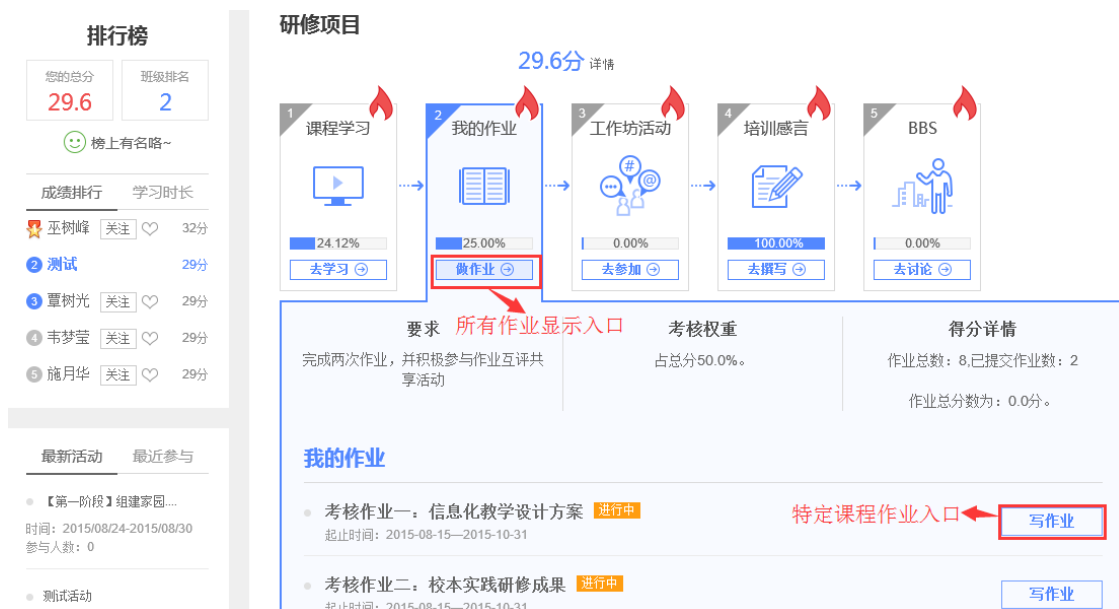 排行榜
您的总分
29.6
班级排名
2
榜上有名咯~
成绩排行 学习时长
巫树峰 关注 32分
2 测试 29分
3 覃树光 关注 29分
4 韦梦莹 关注 29分
5 施月华 关注 29分
最新活动 最近参与
【第一阶段】组建家园....
时间：2015/08/24-2015/08/30
参与人数：0
测试活动
研修项目
29.6分 详情
1
课程学习
24.12%
去学习
2
我的作业
25.00%
做作业
3
工作坊活动
# @
0.00%
去参加
4
培训感言
100.00%
去撰写
5
BBS
0.00%
去讨论
所有作业显示入口
要求
完成两次作业，并积极参与作业互评共
享活动
考核权重
占总分50.0%。
得分详情
作业总数：8,已提交作业数：2
作业总分数为：0.0分。
我的作业
考核作业一：信息化教学设计方案 进行中
起止时间：2015-08-15—2015-10-31
特定课程作业入口
写作业
考核作业二：校本实践研修成果 进行中
起止时间：2015-08-15—2015-10-31
写作业